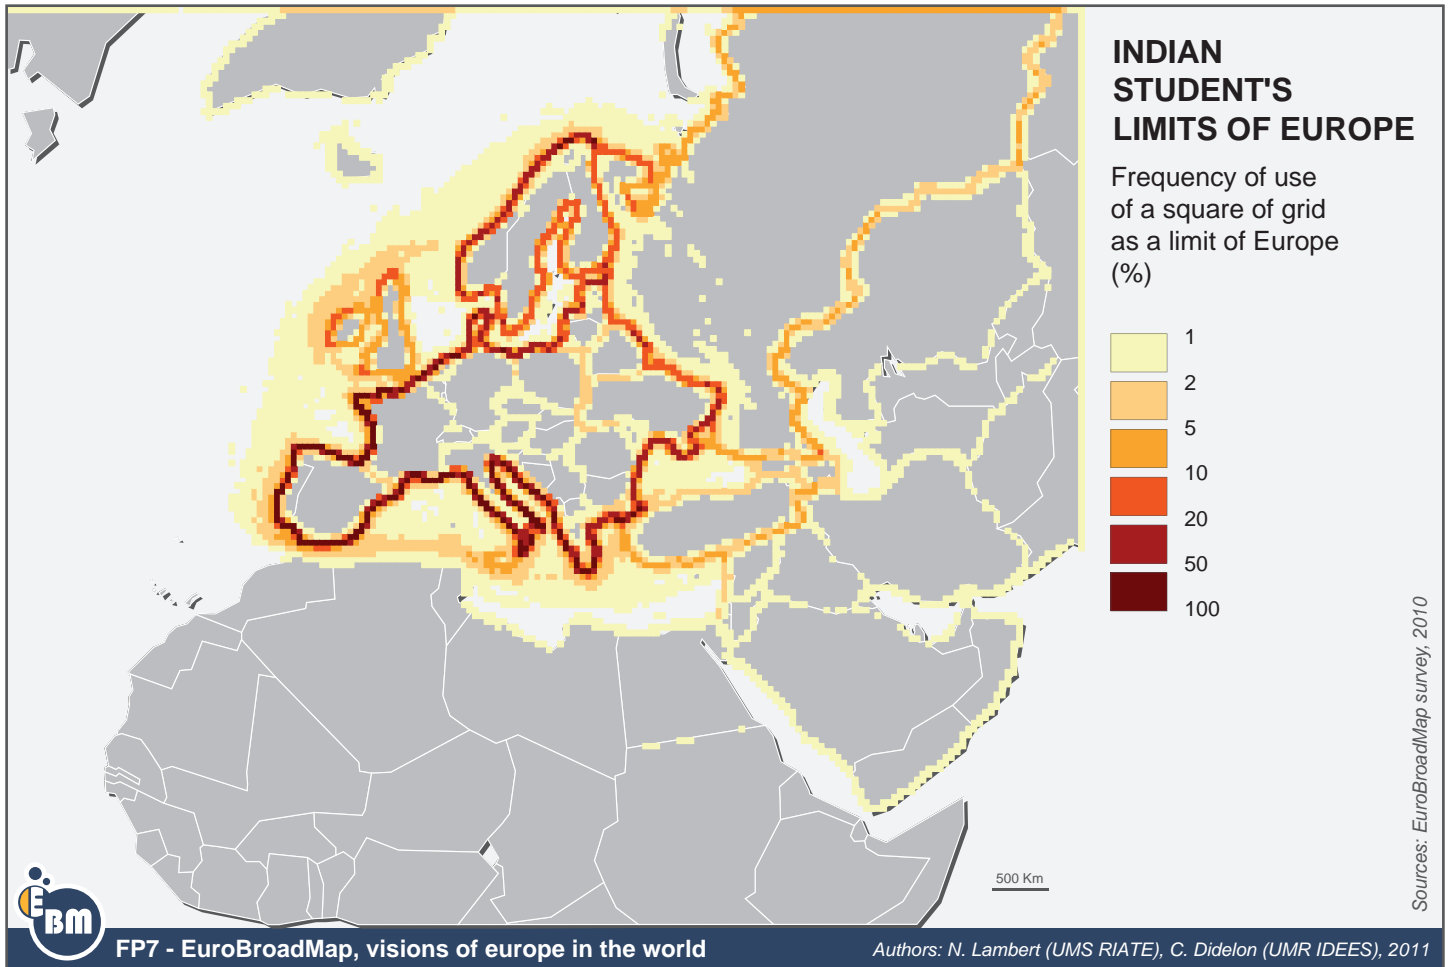 INDIAN
STUDENT'S
LIMITS OF EUROPE
Frequency of use
of a square of grid
as a limit of Europe
(%)
1
2
5
10
20
50
100
500 Km
Sources: EuroBroadMap survey, 2010
EBM
FP7 - EuroBroadMap, visions of europe in the world
Authors: N. Lambert (UMS RIATE), C. Didelon (UMR IDEES), 2011